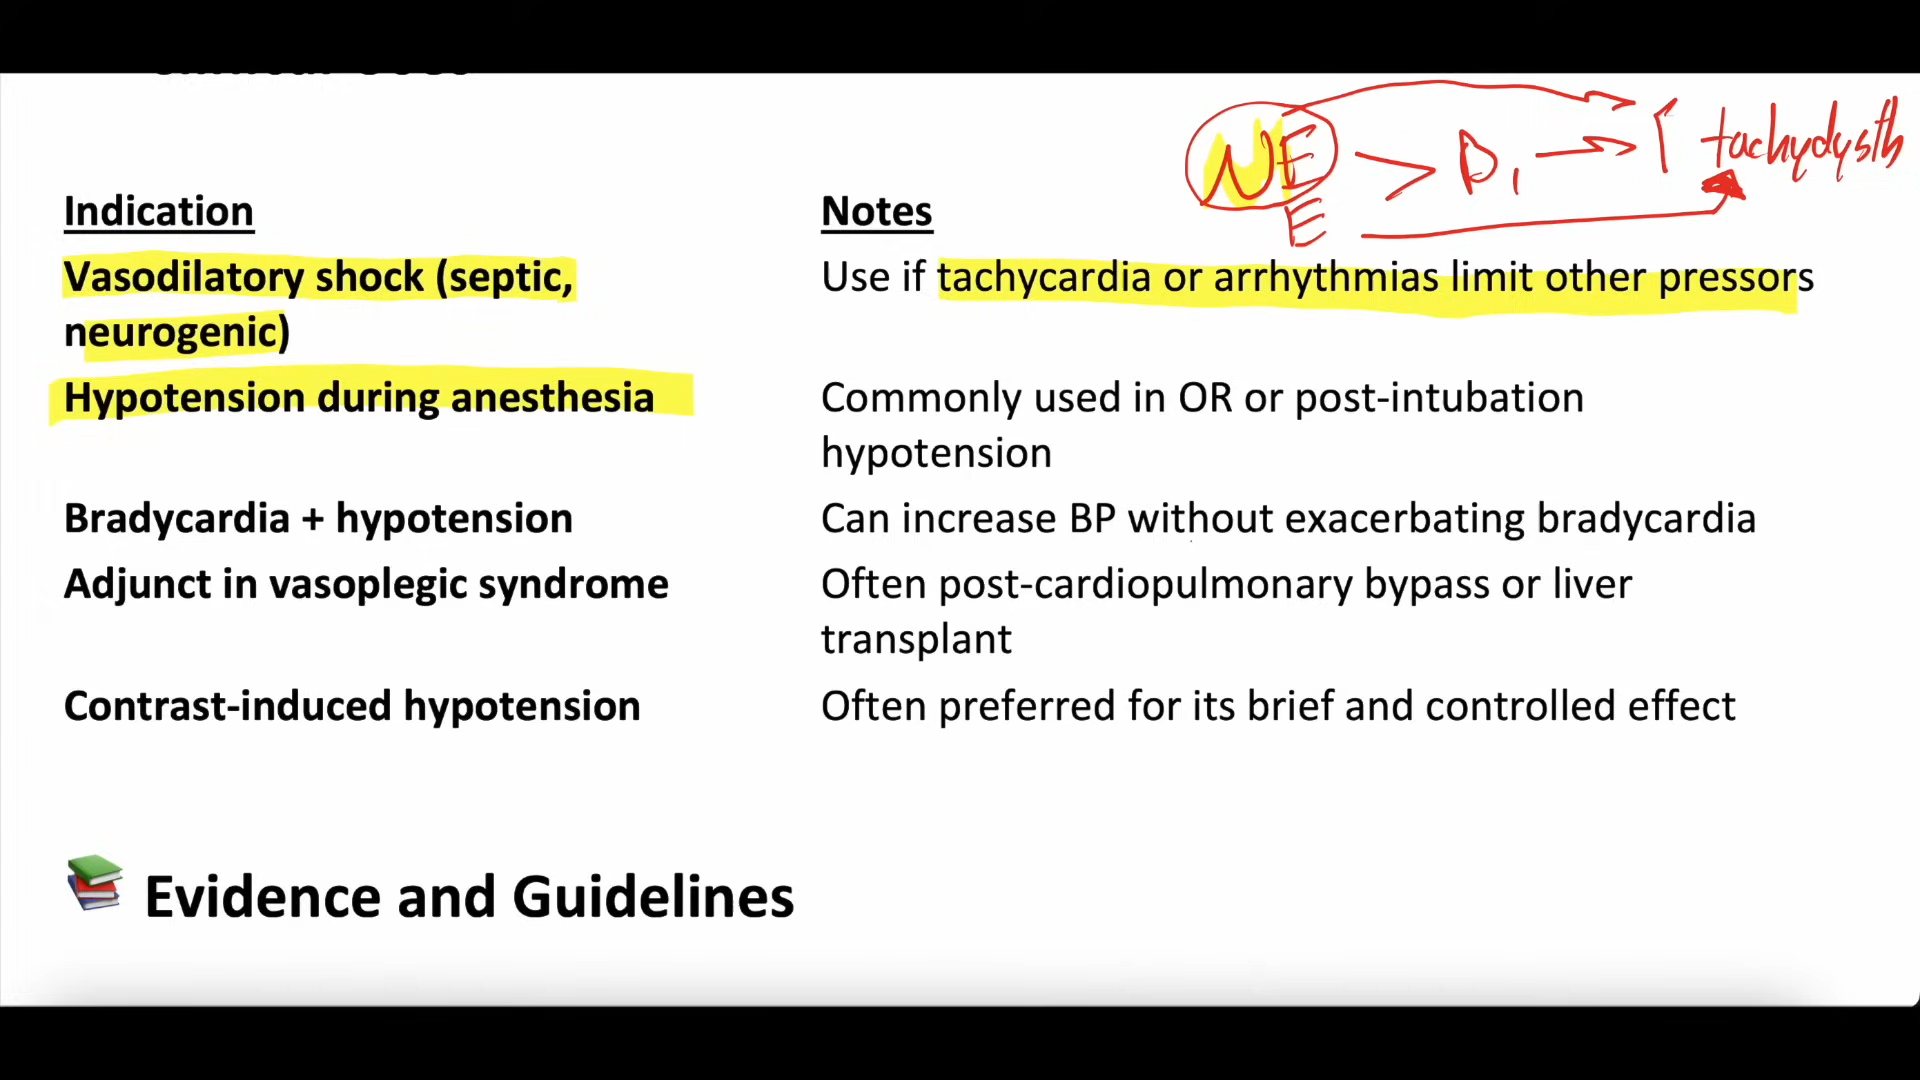 NE > D, → ↑ tachydysrh
E
Indication Notes
Vasodilatory shock (septic, Use if tachycardia or arrhythmias limit other pressors
neurogenic)
Hypotension during anesthesia Commonly used in OR or post-intubation
hypotension
Bradycardia + hypotension Can increase BP without exacerbating bradycardia
Adjunct in vasoplegic syndrome Often post-cardiopulmonary bypass or liver
transplant
Contrast-induced hypotension Often preferred for its brief and controlled effect
Evidence and Guidelines